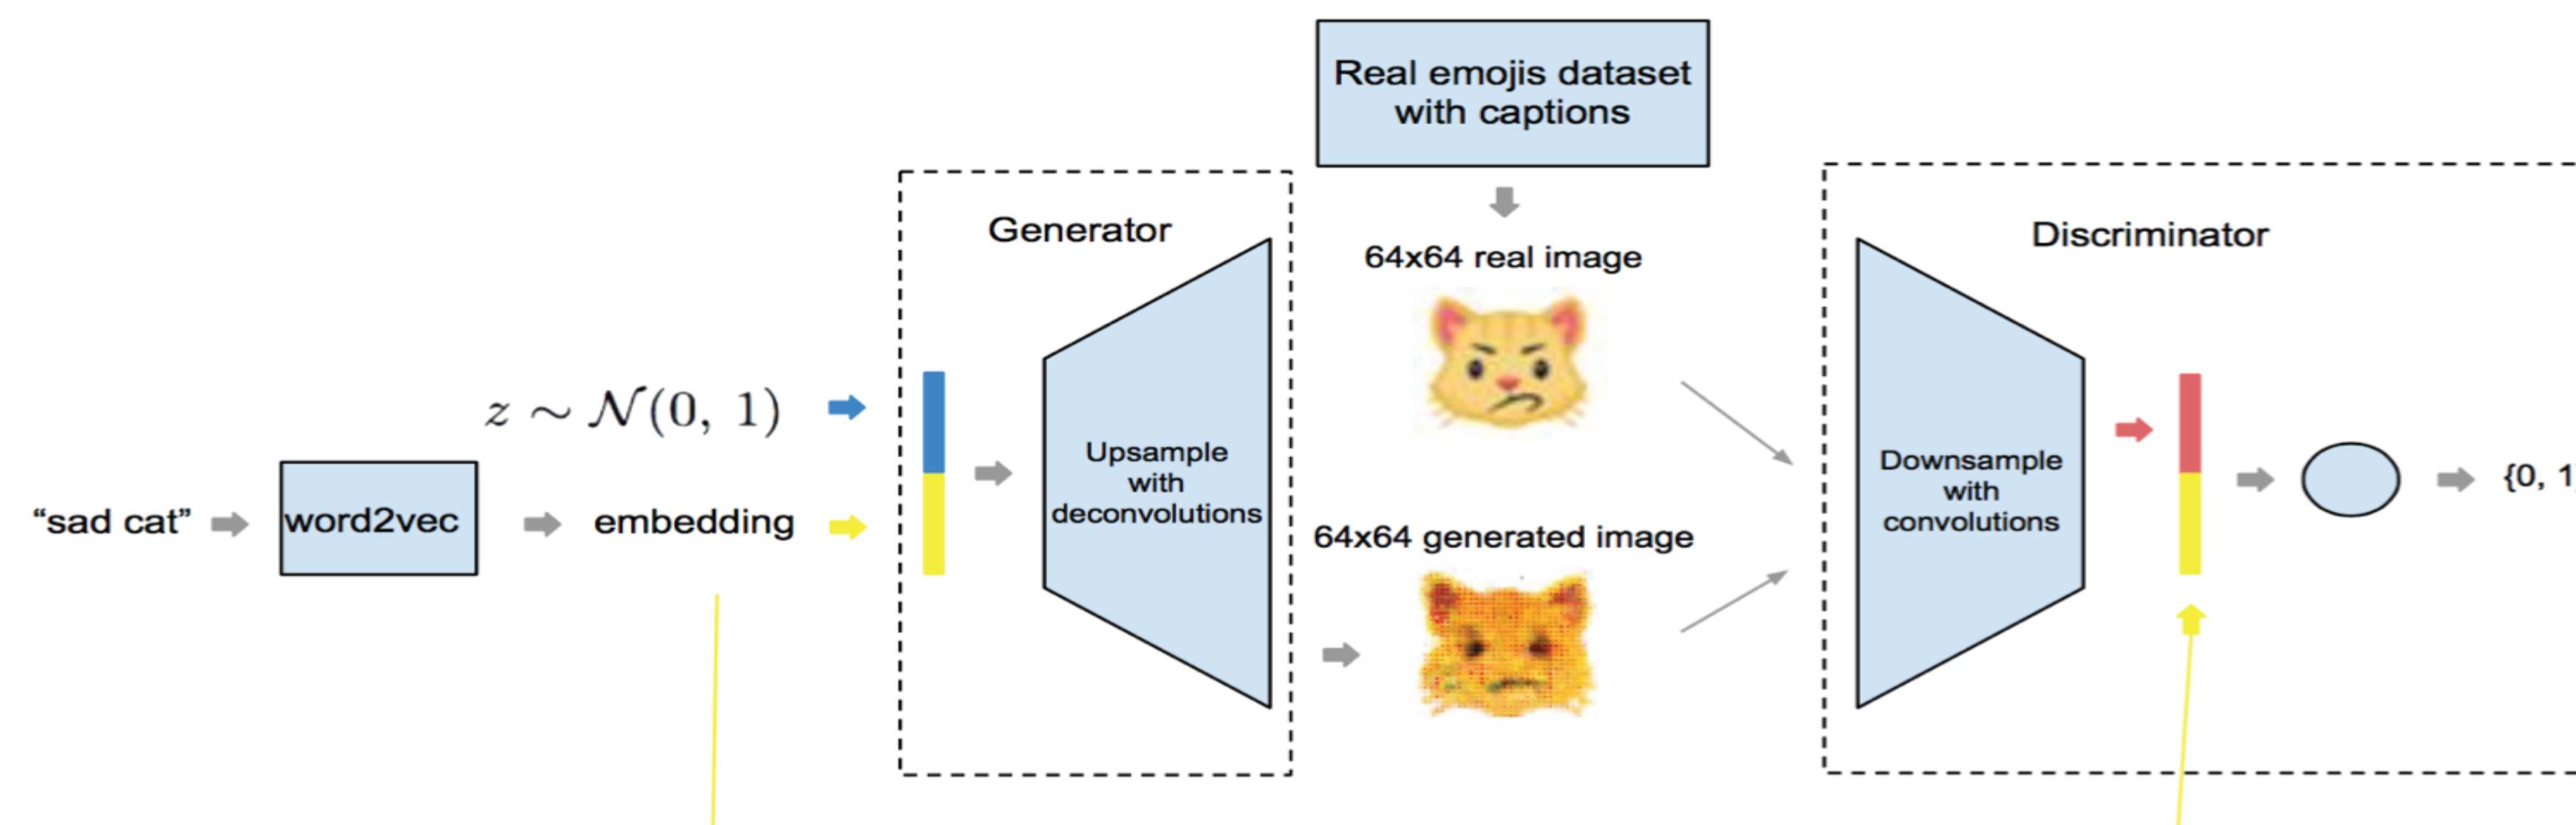 Real emojis dataset
with captions
Generator
Discriminator
64x64 real image
z ∼ 𝒩(0, 1)
Upsample
with
deconvolutions
Downsample
with
convolutions
{0, 1
“sad cat”
word2vec
embedding
64x64 generated image